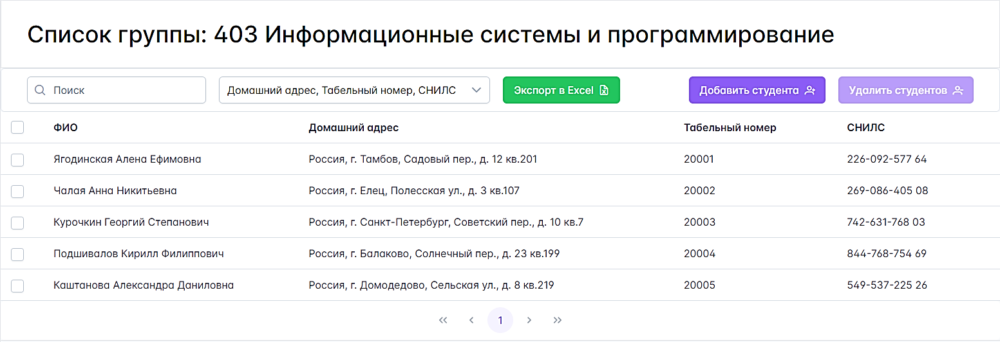 Список группы: 403 Информационные системы и программирование
Поиск Домашний адрес, Табельный номер, СНИЛС Экспорт в Excel Добавить студента Удалить студентов
ФИО Домашний адрес Табельный номер СНИЛС
Ягодинская Алена Ефимовна Россия, г. Тамбов, Садовый пер., д. 12 кв.201 20001 226-092-577 64
Чалая Анна Никитьевна Россия, г. Елец, Полесская ул., д. 3 кв.107 20002 269-086-405 08
Курочкин Георгий Степанович Россия, г. Санкт-Петербург, Советский пер., д. 10 кв.7 20003 742-631-768 03
Подшивалов Кирилл Филиппович Россия, г. Балаково, Солнечный пер., д. 23 кв.199 20004 844-768-754 69
Каштанова Александра Даниловна Россия, г. Домодедово, Сельская ул., д. 8 кв.219 20005 549-537-225 26
1